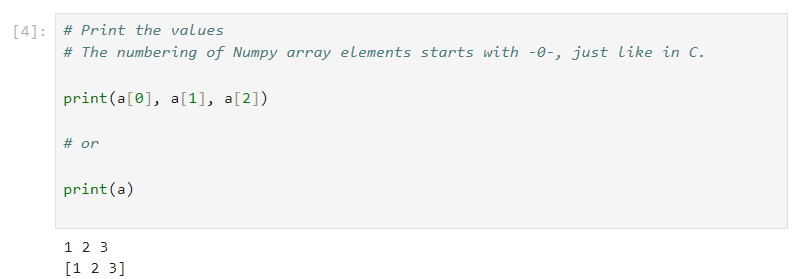 [4]: # Print the values
# The numbering of Numpy array elements starts with -0-, just like in C.
print(a[0], a[1], a[2])
# or
print(a)
1 2 3
[1 2 3]